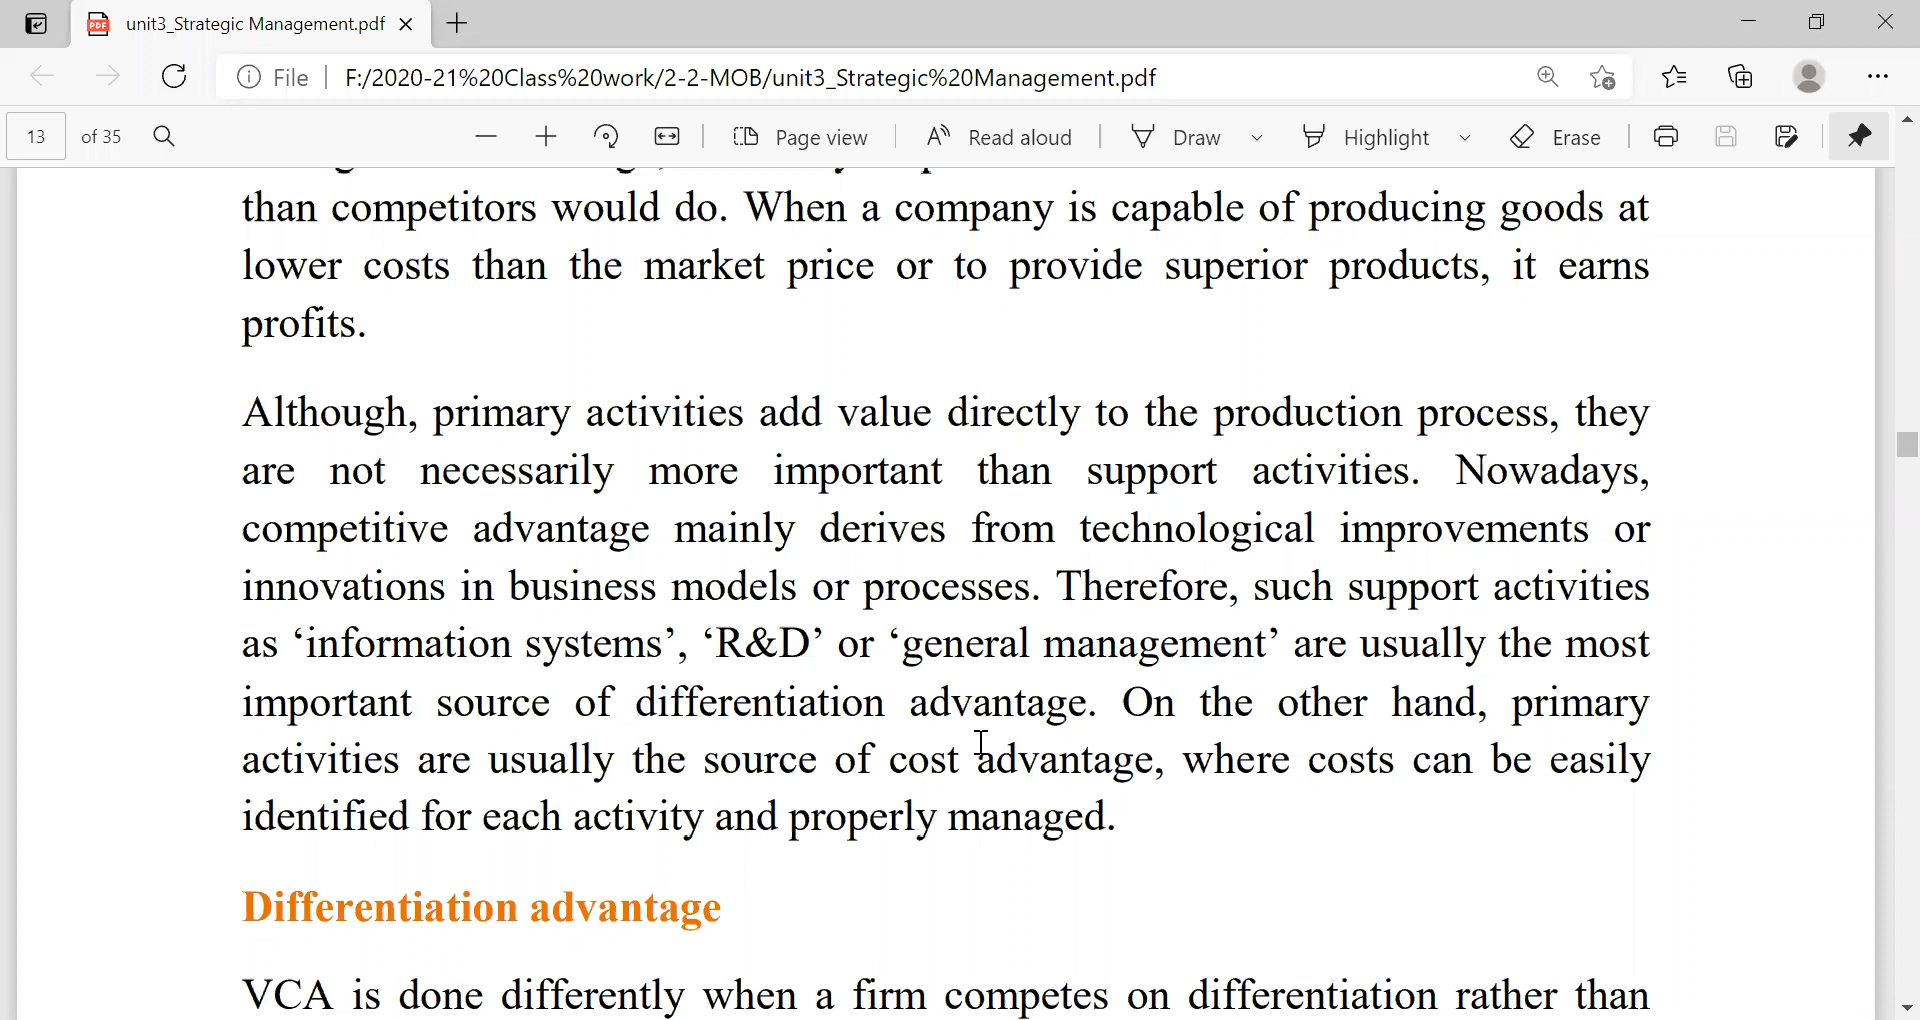 unit3_Strategic Management.pdf
File
F:/2020-21%20Class%20work/2-2-MOB/unit3_Strategic%20Management.pdf
13 of 35
Page view
Read aloud
Draw
Highlight
Erase
than competitors would do. When a company is capable of producing goods at
lower costs than the market price or to provide superior products, it earns
profits.
Although, primary activities add value directly to the production process, they
are not necessarily more important than support activities. Nowadays,
competitive advantage mainly derives from technological improvements or
innovations in business models or processes. Therefore, such support activities
as ‘information systems’, ‘R&D’ or ‘general management’ are usually the most
important source of differentiation advantage. On the other hand, primary
activities are usually the source of cost advantage, where costs can be easily
identified for each activity and properly managed.
Differentiation advantage
VCA is done differently when a firm competes on differentiation rather than